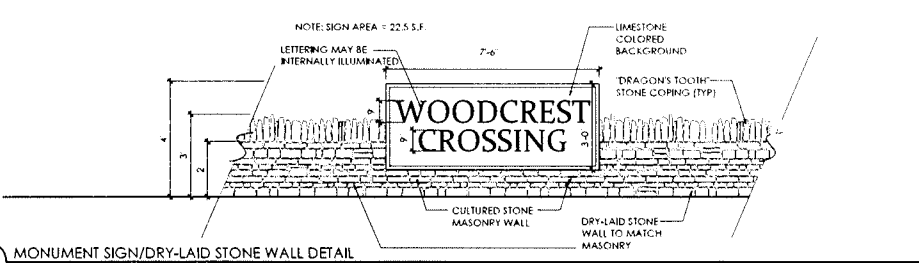 NOTE: SIGN AREA = 22.5 S.F.
LETTERING MAY BE
INTERNALLY ILLUMINATED
7'-6"
LIMESTONE
COLORED
BACKGROUND
"DRAGON'S TOOTH"
STONE COPING (TYP)
WOODCREST
CROSSING
9
9
3'-0
4
3
2
CULTURED STONE
MASONRY WALL
DRY-LAID STONE
WALL TO MATCH
MASONRY
MONUMENT SIGN/DRY-LAID STONE WALL DETAIL